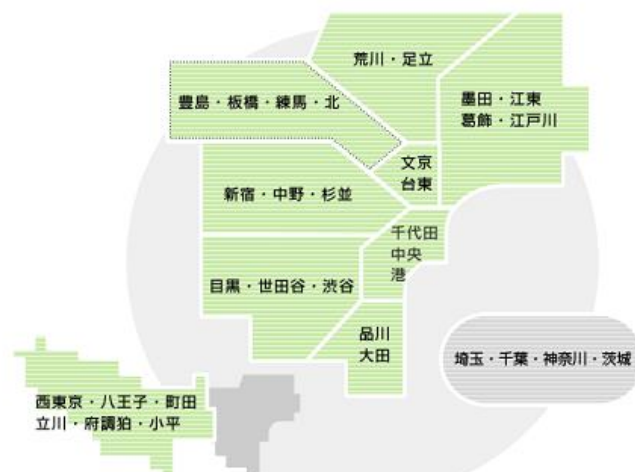 荒川・足立
豊島・板橋・練馬・北
墨田・江東
葛飾・江戸川
文京
台東
新宿・中野・杉並
千代田
中央
港
目黒・世田谷・渋谷
品川
大田
埼玉・千葉・神奈川・茨城
西東京・八王子・町田
立川・府調狛・小平